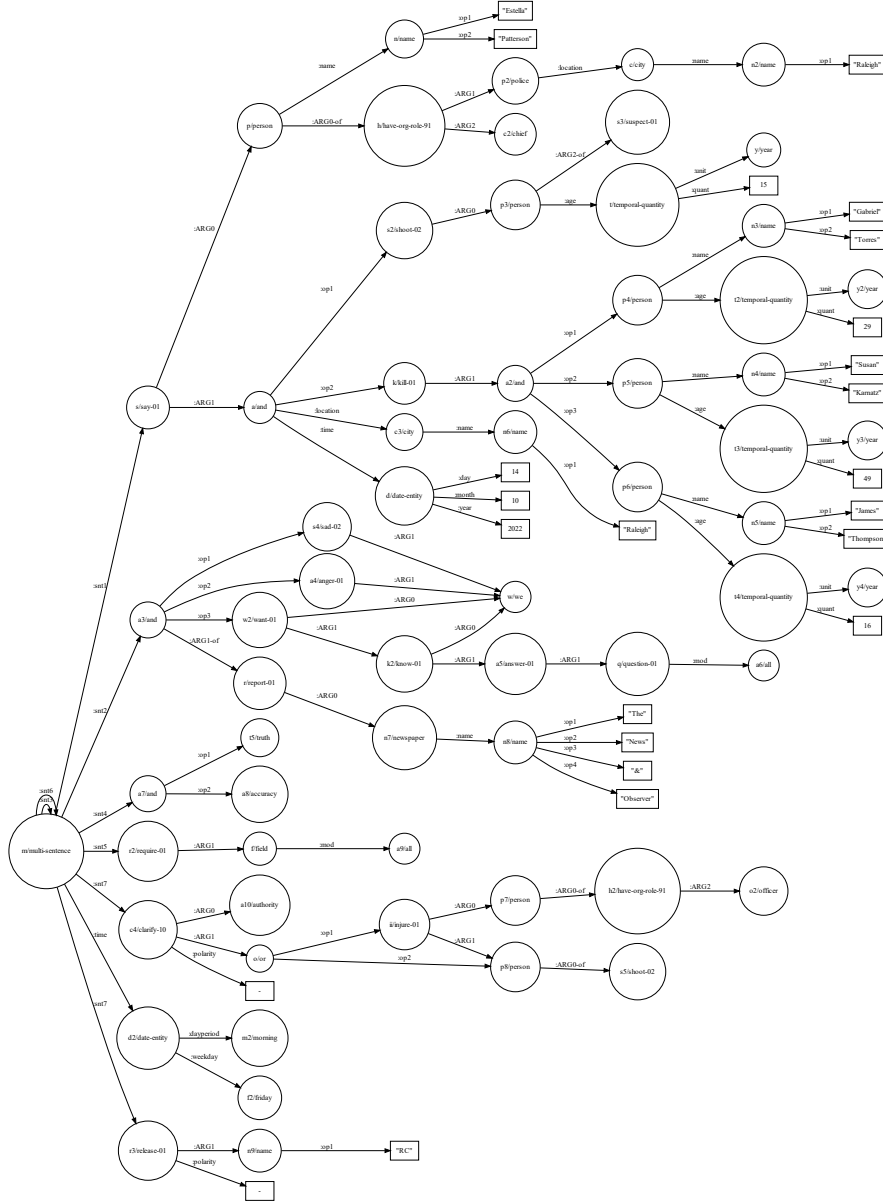 "Estella"
:op1
n/name
:op2
"Patterson"
:name
p2/police
:location
c/city
:name
n2/name
:op1
"Raleigh"
:ARG1
p/person
:ARG0-of
h/have-org-role-91
:ARG2
c2/chief
s3/suspect-01
:ARG2-of
y/year
:unit
s2/shoot-02
:ARG0
p3/person
:age
t/temporal-quantity
:quant
15
:ARG0
"Gabriel"
:op1
n3/name
:op2
"Torres"
:name
:op1
p4/person
:age
t2/temporal-quantity
:unit
y2/year
:quant
29
:op1
"Susan"
:op1
n4/name
:op2
"Karnatz"
:op2
k/kill-01
:ARG1
a2/and
:op2
p5/person
:name
s/say-01
:ARG1
a/and
:location
c3/city
:name
n6/name
:op3
:age
t3/temporal-quantity
:unit
y3/year
:quant
49
:time
:op1
p6/person
:name
n5/name
:op1
"James"
:op2
"Thompson"
d/date-entity
:day
14
:month
10
:year
2022
"Raleigh"
:age
t4/temporal-quantity
:unit
y4/year
:quant
16
:snt1
s4/sad-02
:ARG1
:op1
a4/anger-01
:ARG1
:op2
w/we
a3/and
:op3
w2/want-01
:ARG0
:ARG1
k2/know-01
:ARG0
:ARG1
a5/answer-01
:ARG1
q/question-01
:mod
a6/all
:ARG1-of
r/report-01
:ARG0
:snt2
n7/newspaper
:name
n8/name
:op1
"The"
:op2
"News"
:op3
"&"
:op4
"Observer"
t5/truth
:op1
a7/and
:op2
a8/accuracy
:snt6
:snt4
m/multi-sentence
:snt5
r2/require-01
:ARG1
f/field
:mod
a9/all
:snt7
c4/clarify-10
:ARG0
a10/authority
:ARG1
o/or
:op1
i/injure-01
:ARG0
p7/person
:ARG0-of
h2/have-org-role-91
:ARG2
o2/officer
:ARG1
:op2
p8/person
:ARG0-of
s5/shoot-02
:polarity
-
:time
d2/date-entity
:dayperiod
m2/morning
:weekday
f2/friday
:snt7
r3/release-01
:ARG1
n9/name
:op1
"RC"
:polarity
-